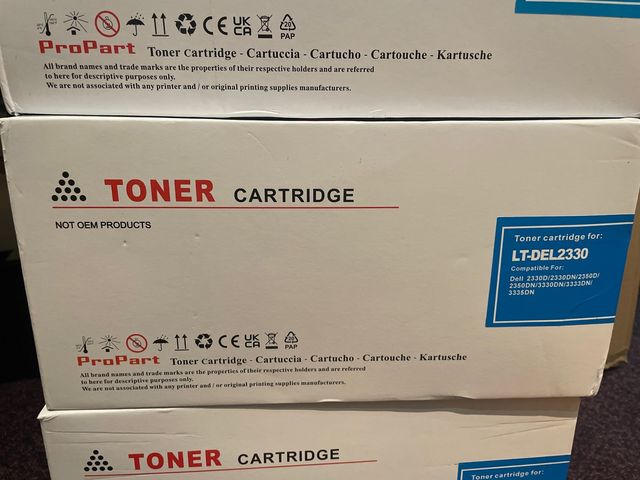 20
PAP
UK
CA
ProPart Toner Cartridge - Cartuccia - Cartucho - Cartouche - Kartusche
All brand names and trade marks are the properties of their respective holders and are referred
to here for descriptive purposes only.
We are not associated with any printer and / or original printing supplies manufacturers.
TONER CARTRIDGE
NOT OEM PRODUCTS
Toner cartridge for:
LT-DEL2330
Compatible For:
Dell 2330D/2330DN/2350D/
2350DN/3330DN/3333DN/
3335DN
UK
CA
20
PAP
ProPart Toner Cartridge - Cartuccia - Cartucho - Cartouche - Kartusche
All brand names and trade marks are the properties of their respective holders and are referred
to here for descriptive purposes only.
We are not associated with any printer and / or original printing supplies manufacturers.
TONER CARTRIDGE
Toner cartridge for: